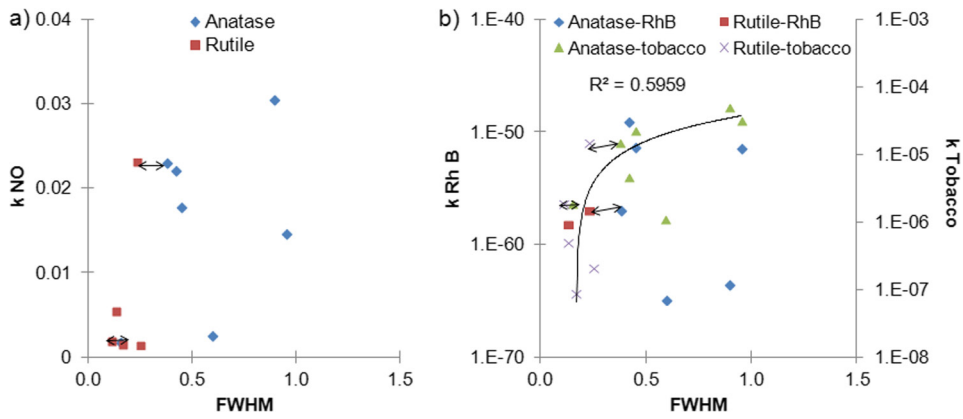 a)
Anatase
Rutile
0.04
0.03
0.02
0.01
0
k NO
0.0 0.5 1.0 1.5
FWHM
b)
Anatase-RhB Rutile-RhB
Anatase-tobacco Rutile-tobacco
R² = 0.5959
1.E-40
1.E-50
1.E-60
1.E-70
k Rh B
1.E-03
1.E-04
1.E-05
1.E-06
1.E-07
1.E-08
k Tobacco
0.0 0.5 1.0 1.5
FWHM